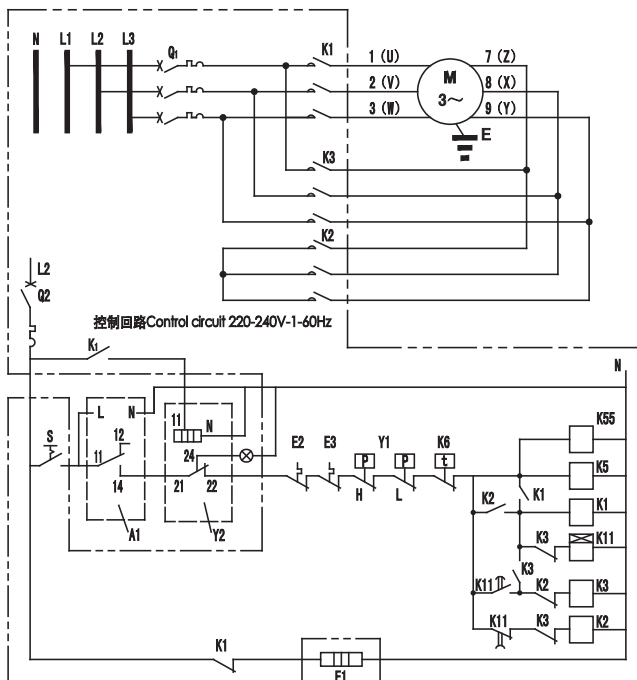 N L1 L2 L3 Q1 K1 1 (U) 7 (Z)
M
3~
2 (V) 8 (X)
3 (W) 9 (Y)
E
K3
K2
L2
Q2
控制回路Control circuit 220-240V-1-60Hz
K1
N
L N 11 N
S 12 24 E2 E3 Y1 K6 K55
11 P P t K5
14 21 22 H L K2 K1 K1
A1 Y2 K3 K11
K3
K11 K2 K3
K11 K3 K2
K1
E1